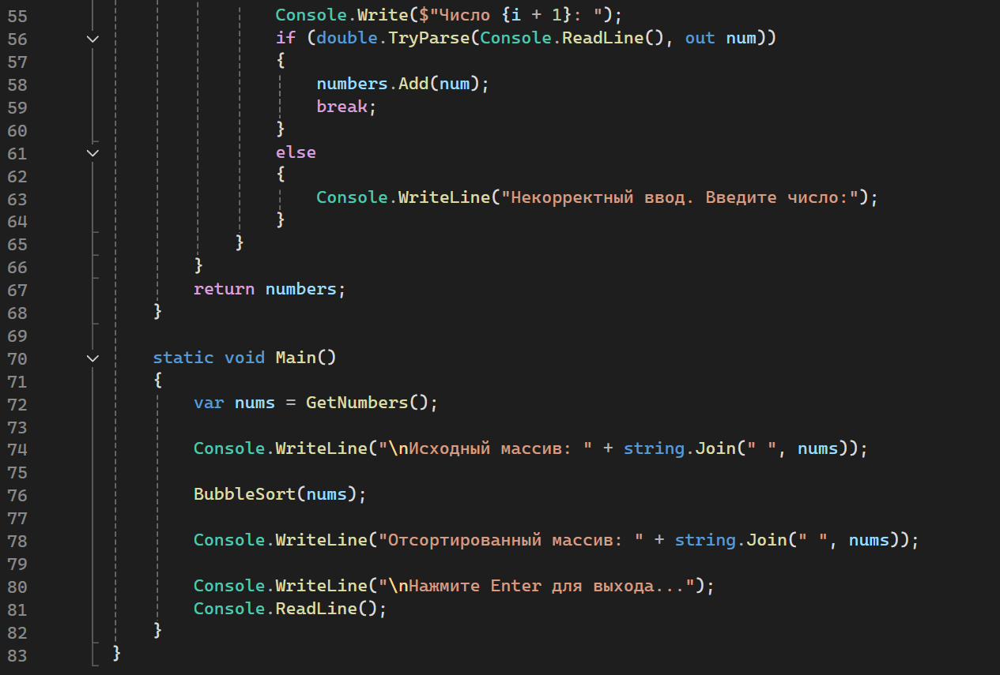 55 Console.Write($"Число {i + 1}: ");
56 if (double.TryParse(Console.ReadLine(), out num))
57 {
58 numbers.Add(num);
59 break;
60 }
61 else
62 {
63 Console.WriteLine("Некорректный ввод. Введите число:");
64 }
65 }
66 }
67 return numbers;
68 }
69
70 static void Main()
71 {
72 var nums = GetNumbers();
73
74 Console.WriteLine("\nИсходный массив: " + string.Join(" ", nums));
75
76 BubbleSort(nums);
77
78 Console.WriteLine("Отсортированный массив: " + string.Join(" ", nums));
79
80 Console.WriteLine("\nНажмите Enter для выхода...");
81 Console.ReadLine();
82 }
83 }